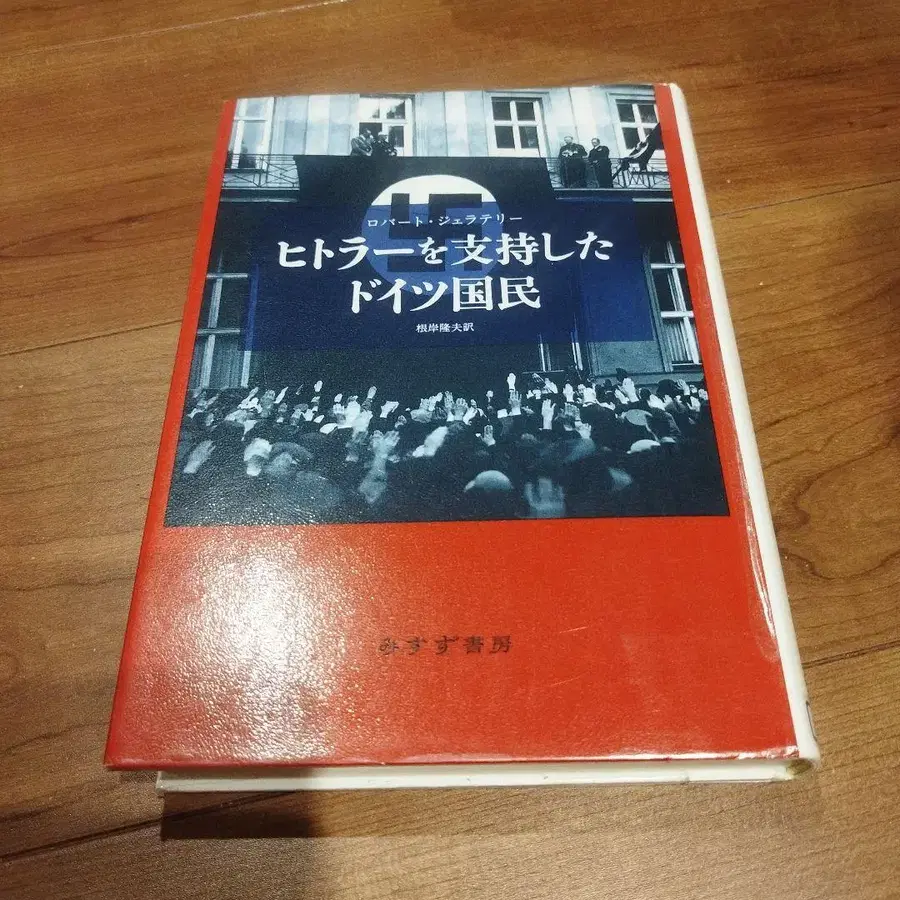 ロバート・ジェラテリー
ヒトラーを支持した
ドイツ国民
根岸隆夫訳
みすず書房